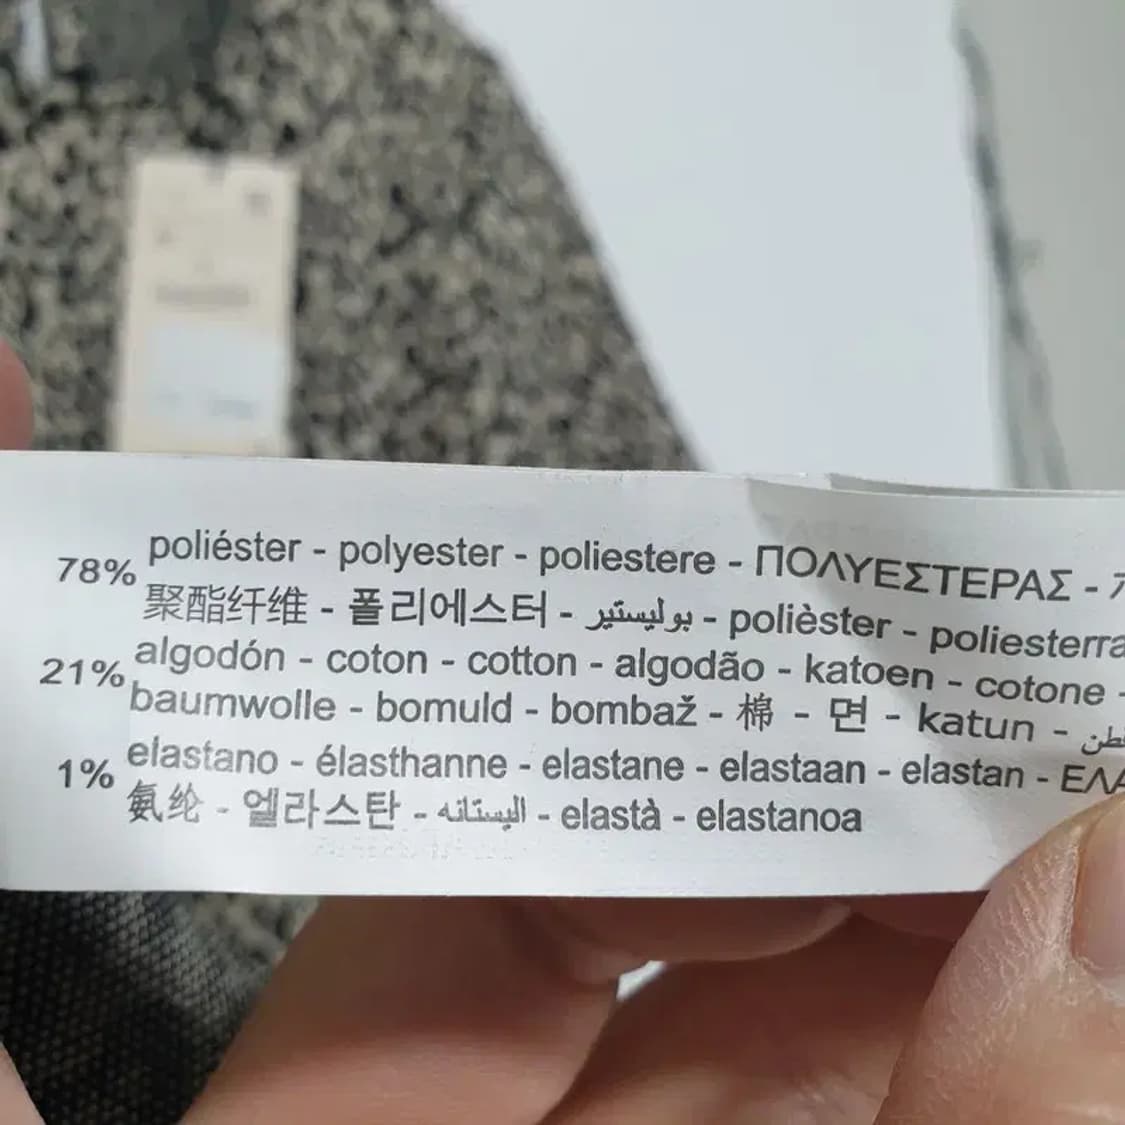 78% poliéster - polyester - poliestere - ΠΟΛΥΕΣΤΕΡΑΣ -
聚酯纤维 - 폴리에스터 - بوليستير - polièster - poliesterra
21% algodón - coton - cotton - algodão - katoen - cotone -
baumwolle - bomuld - bombaž - 棉 - 면 - katun - قطن
1% elastano - élasthanne - elastane - elastaan - elastan -
氨纶 - 엘라스탄 - اليستانه - elastà - elastanoa